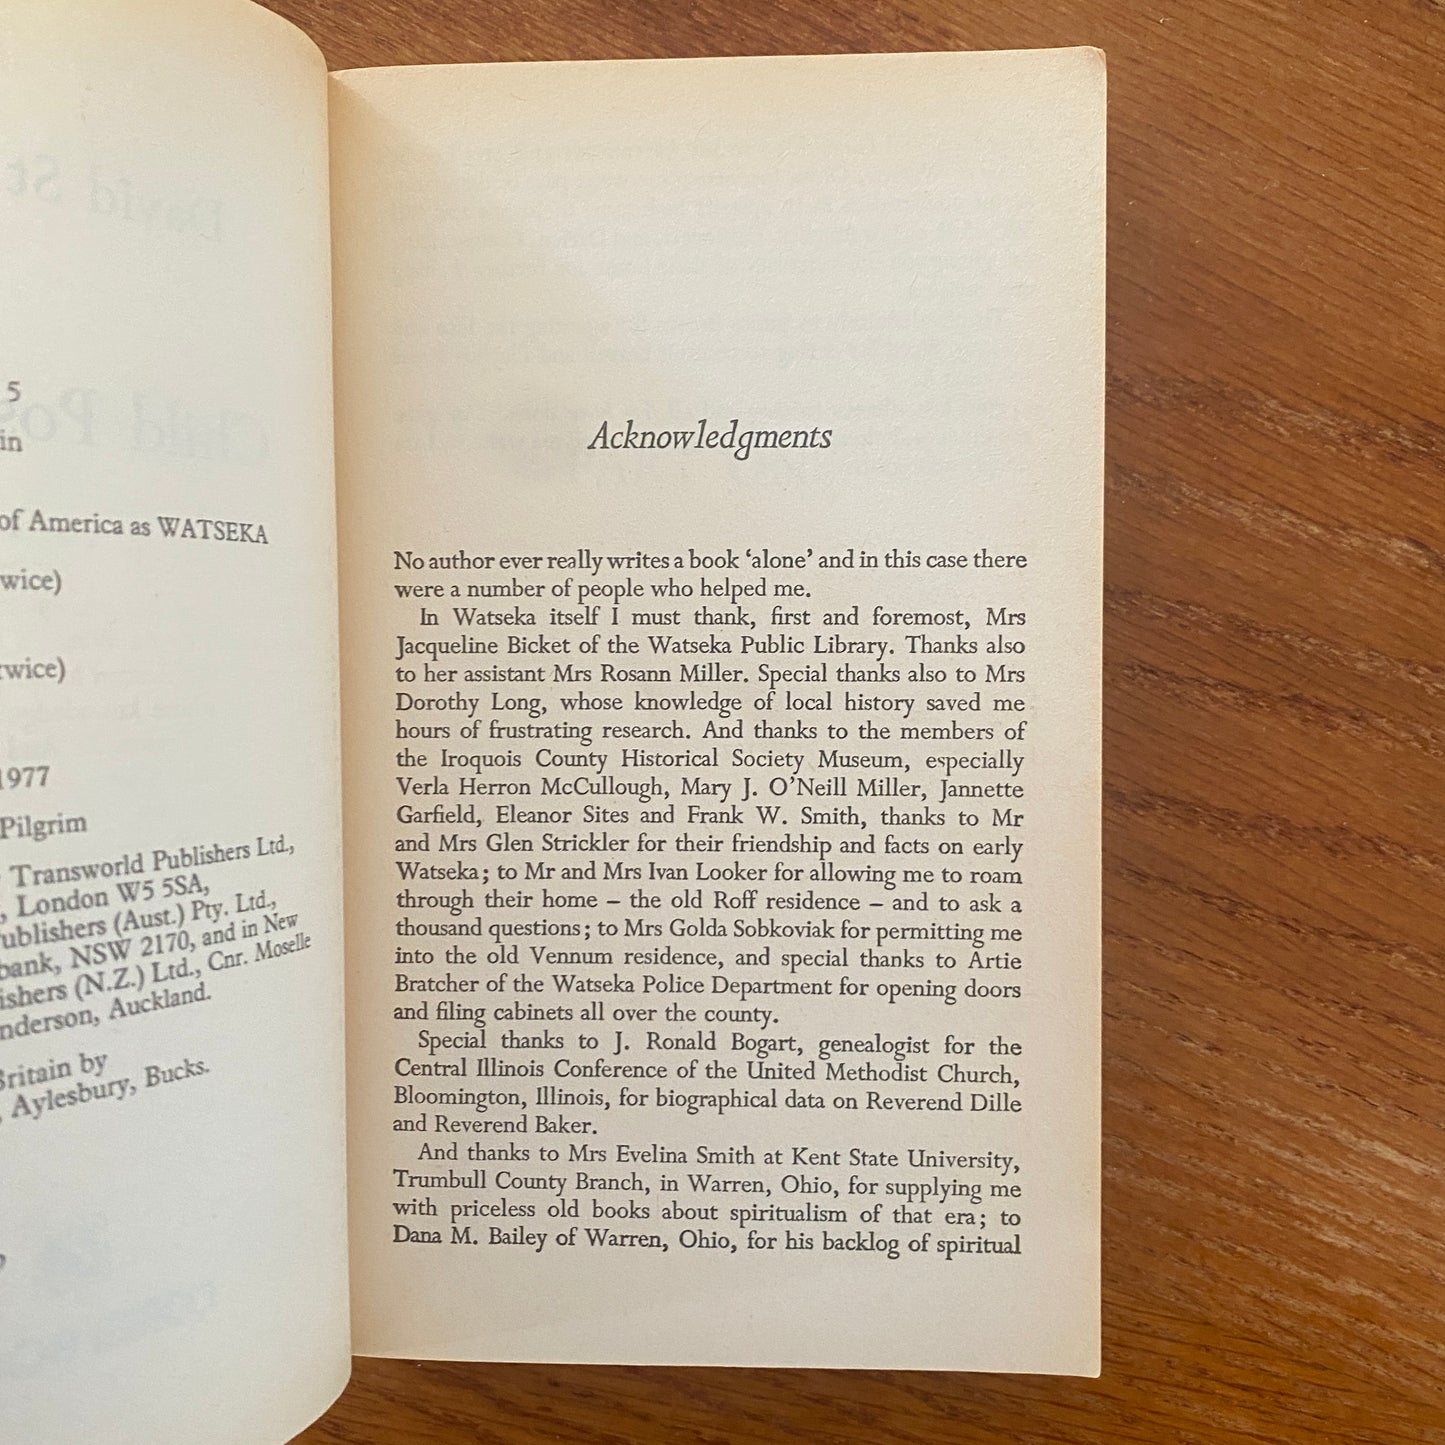 5
in
of America as WATSEKA
wice)
wice)
1977
Pilgrim
Transworld Publishers Ltd.,
, London W5 5SA,
ublishers (Aust.) Pty. Ltd.,
bank, NSW 2170, and in New
ishers (N.Z.) Ltd., Cnr. Moselle
nderson, Auckland.
Britain by
, Aylesbury, Bucks.
Acknowledgments
No author ever really writes a book ‘alone’ and in this case there
were a number of people who helped me.
In Watseka itself I must thank, first and foremost, Mrs
Jacqueline Bicket of the Watseka Public Library. Thanks also
to her assistant Mrs Rosann Miller. Special thanks also to Mrs
Dorothy Long, whose knowledge of local history saved me
hours of frustrating research. And thanks to the members of
the Iroquois County Historical Society Museum, especially
Verla Herron McCullough, Mary J. O’Neill Miller, Jannette
Garfield, Eleanor Sites and Frank W. Smith, thanks to Mr
and Mrs Glen Strickler for their friendship and facts on early
Watseka; to Mr and Mrs Ivan Looker for allowing me to roam
through their home – the old Roff residence – and to ask a
thousand questions; to Mrs Golda Sobkoviak for permitting me
into the old Vennum residence, and special thanks to Artie
Bratcher of the Watseka Police Department for opening doors
and filing cabinets all over the county.
Special thanks to J. Ronald Bogart, genealogist for the
Central Illinois Conference of the United Methodist Church,
Bloomington, Illinois, for biographical data on Reverend Dille
and Reverend Baker.
And thanks to Mrs Evelina Smith at Kent State University,
Trumbull County Branch, in Warren, Ohio, for supplying me
with priceless old books about spiritualism of that era; to
Dana M. Bailey of Warren, Ohio, for his backlog of spiritual